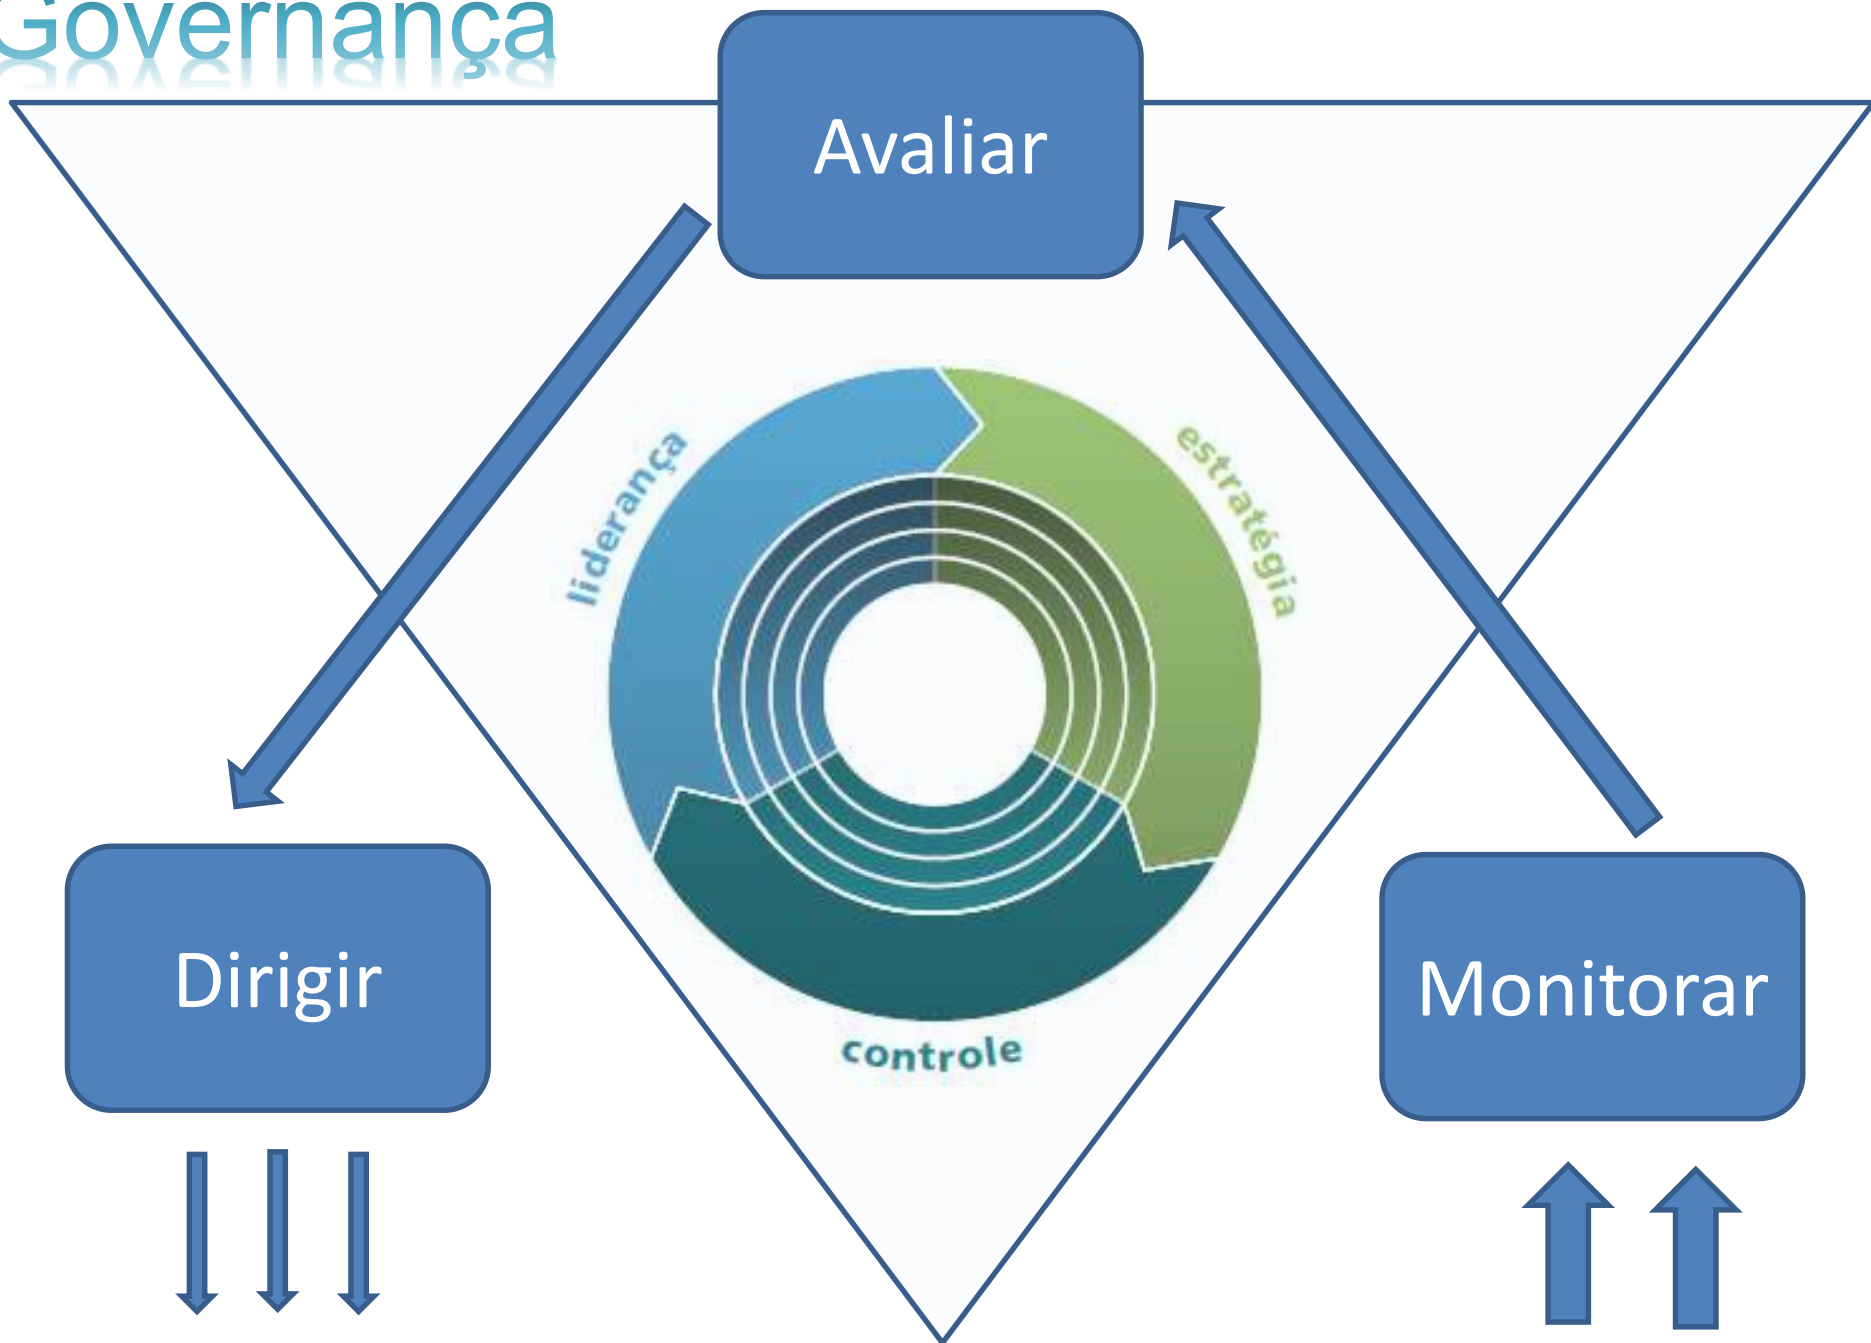 Governança
Avaliar
liderança
estratégia
controle
Dirigir
Monitorar